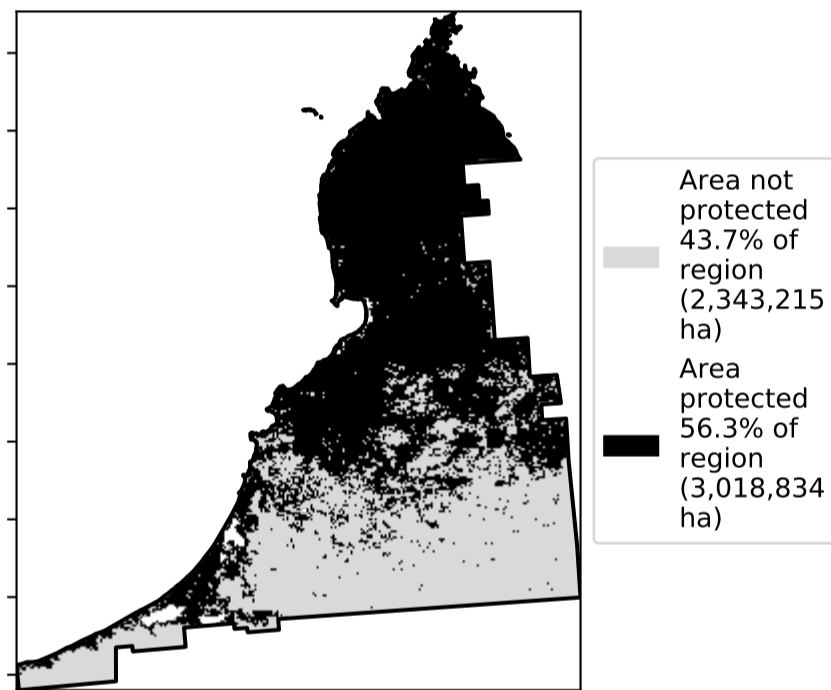 Area not
protected
43.7% of
region
(2,343,215
ha)
Area
protected
56.3% of
region
(3,018,834
ha)